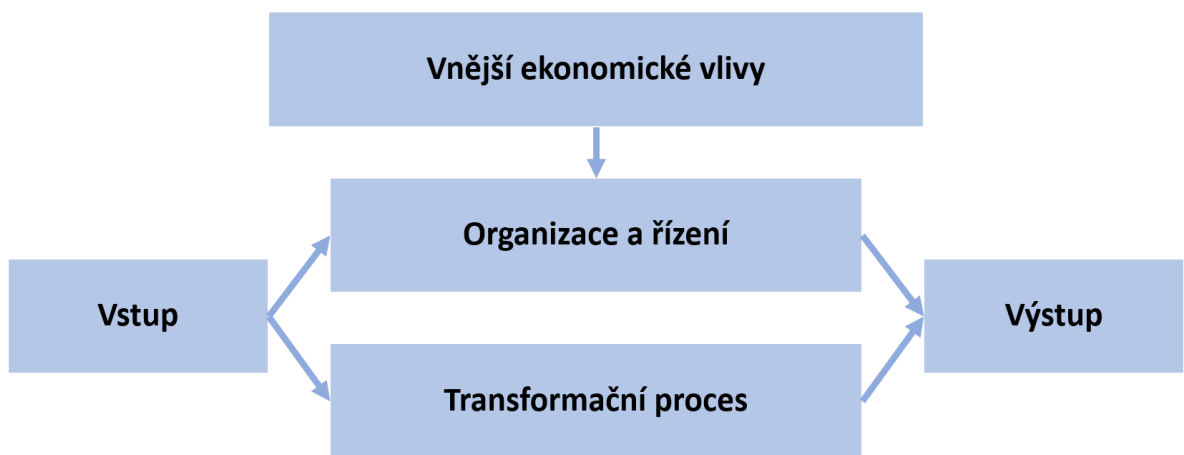 Vnější ekonomické vlivy
Organizace a řízení
Vstup
Výstup
Transformační proces